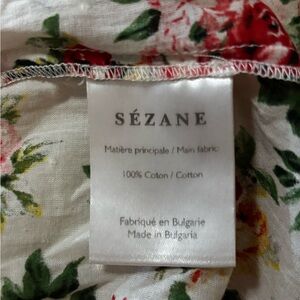 SÉZANE
Matière principale / Main fabric
100% Coton / Cotton
Fabriqué en Bulgarie
Made in Bulgaria